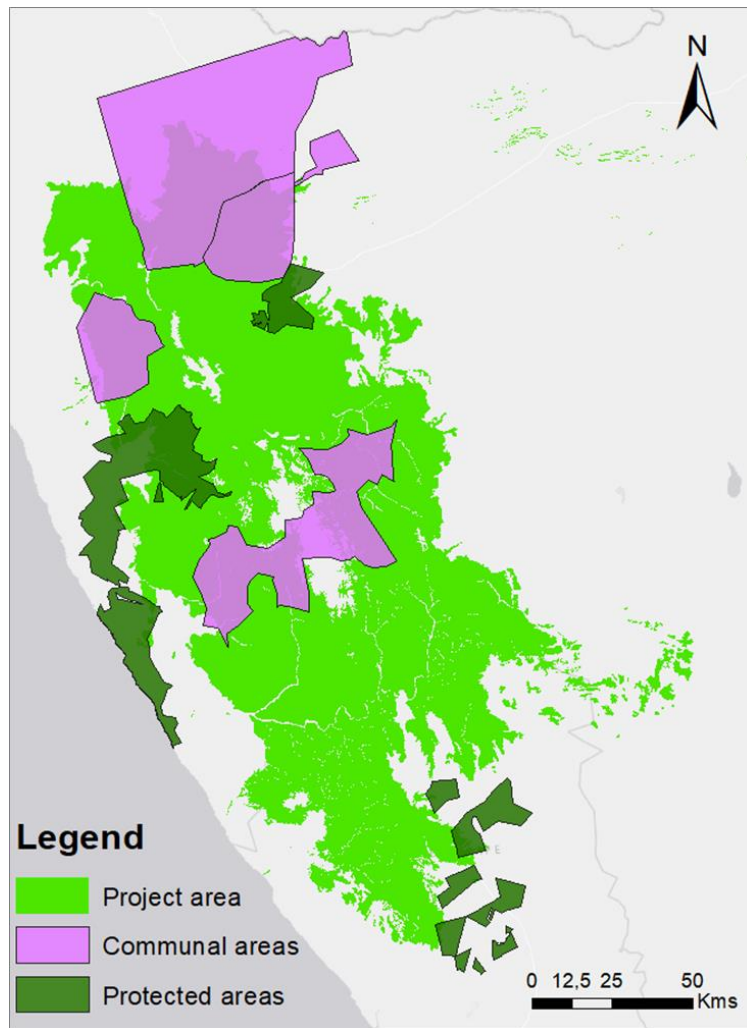 N
Legend
Project area
Communal areas
Protected areas
0 12,5 25 50
Kms